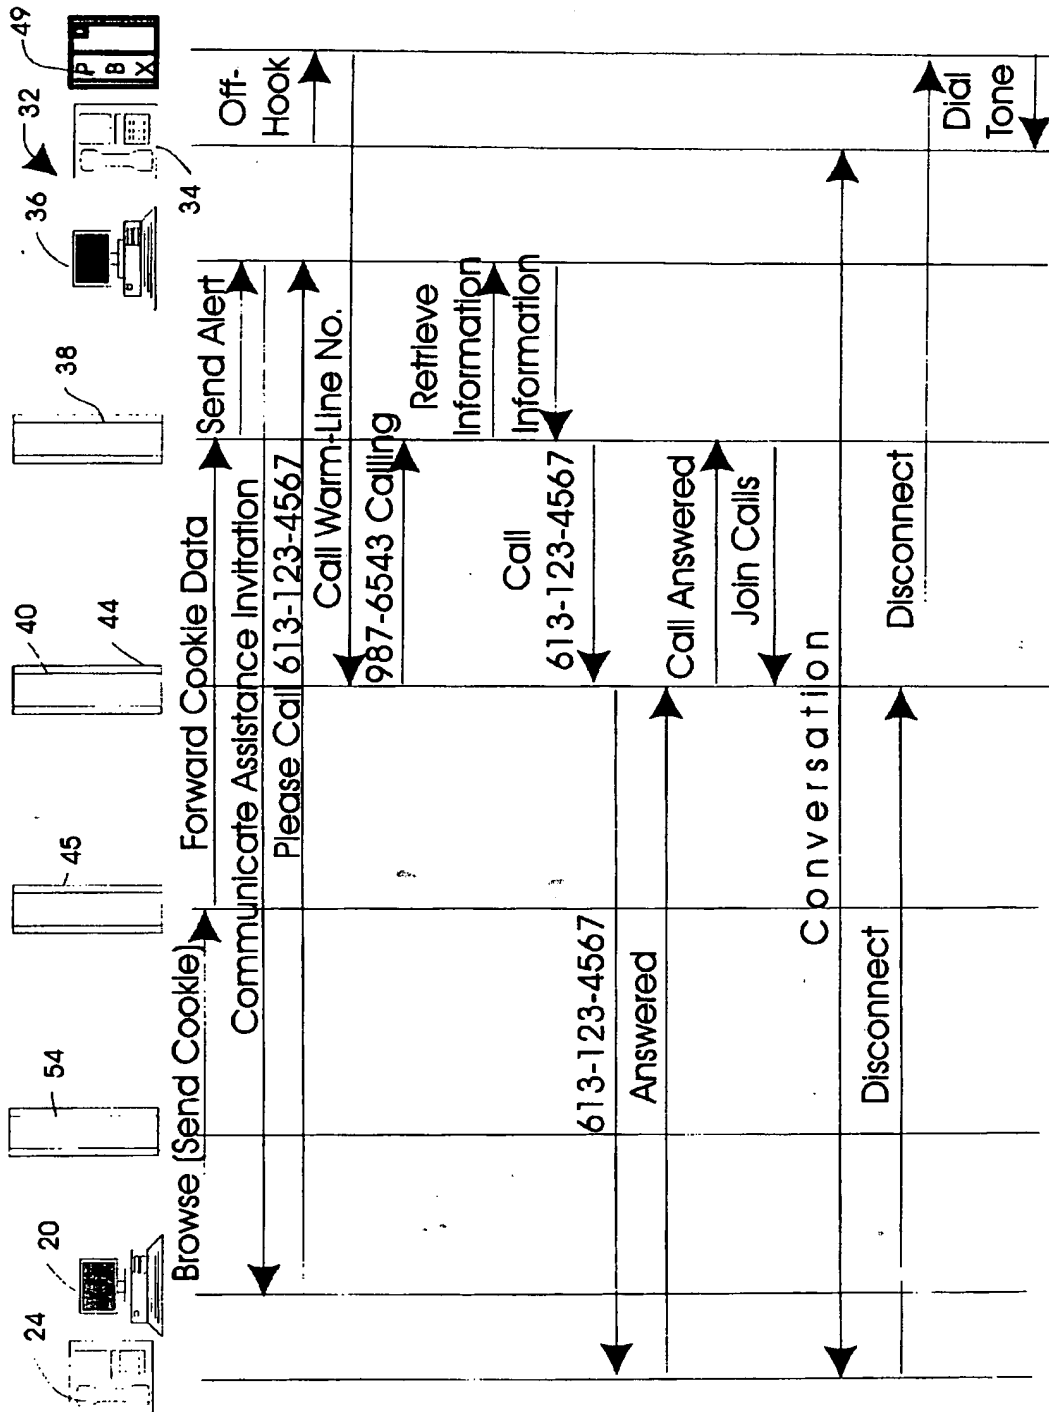 24
20
54
45
40
44
38
36
32
34
49
P
B
X
Browse (Send Cookie)
Forward Cookie Data
Send Alert
Communicate Assistance Invitation
Please Call 613-123-4567
Off-
Hook
Call Warm-Line No.
987-6543 Calling
Retrieve
Information
Information
Call
613-123-4567
613-123-4567
Answered
Call Answered
Join Calls
Conversation
Disconnect
Disconnect
Dial
Tone